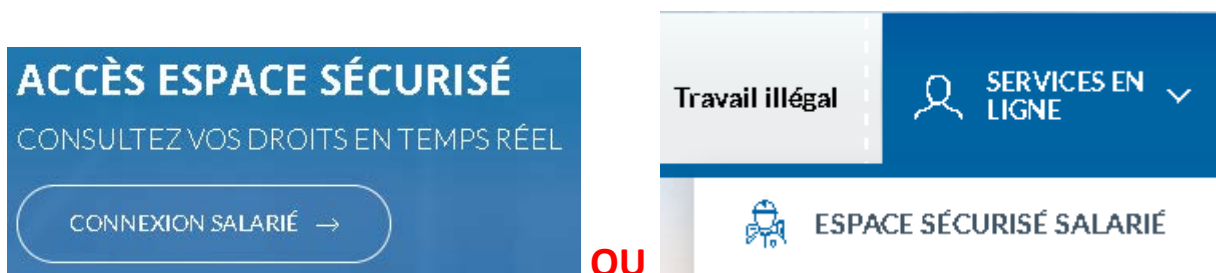 ACCÈS ESPACE SÉCURISÉ
CONSULTEZ VOS DROITS EN TEMPS RÉEL
CONNEXION SALARIÉ →
OU
Travail illégal
SERVICES EN
LIGNE
ESPACE SÉCURISÉ SALARIÉ